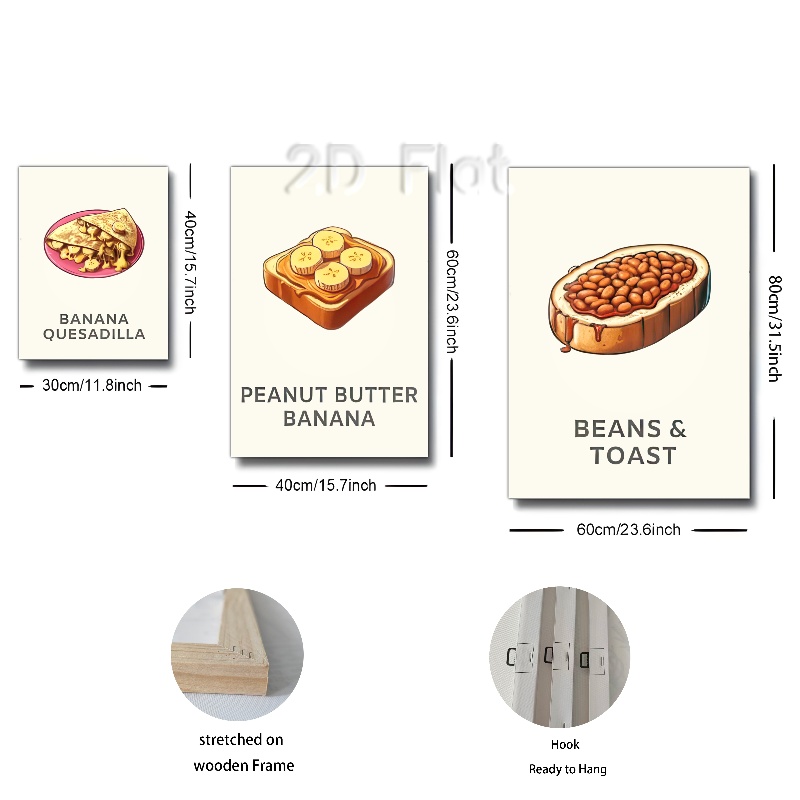 2D Flat
BANANA
QUESADILLA
40cm/15.7inch
30cm/11.8inch
PEANUT BUTTER
BANANA
60cm/23.6inch
40cm/15.7inch
BEANS &
TOAST
80cm/31.5inch
60cm/23.6inch
stretched on
wooden Frame
Hook
Ready to Hang